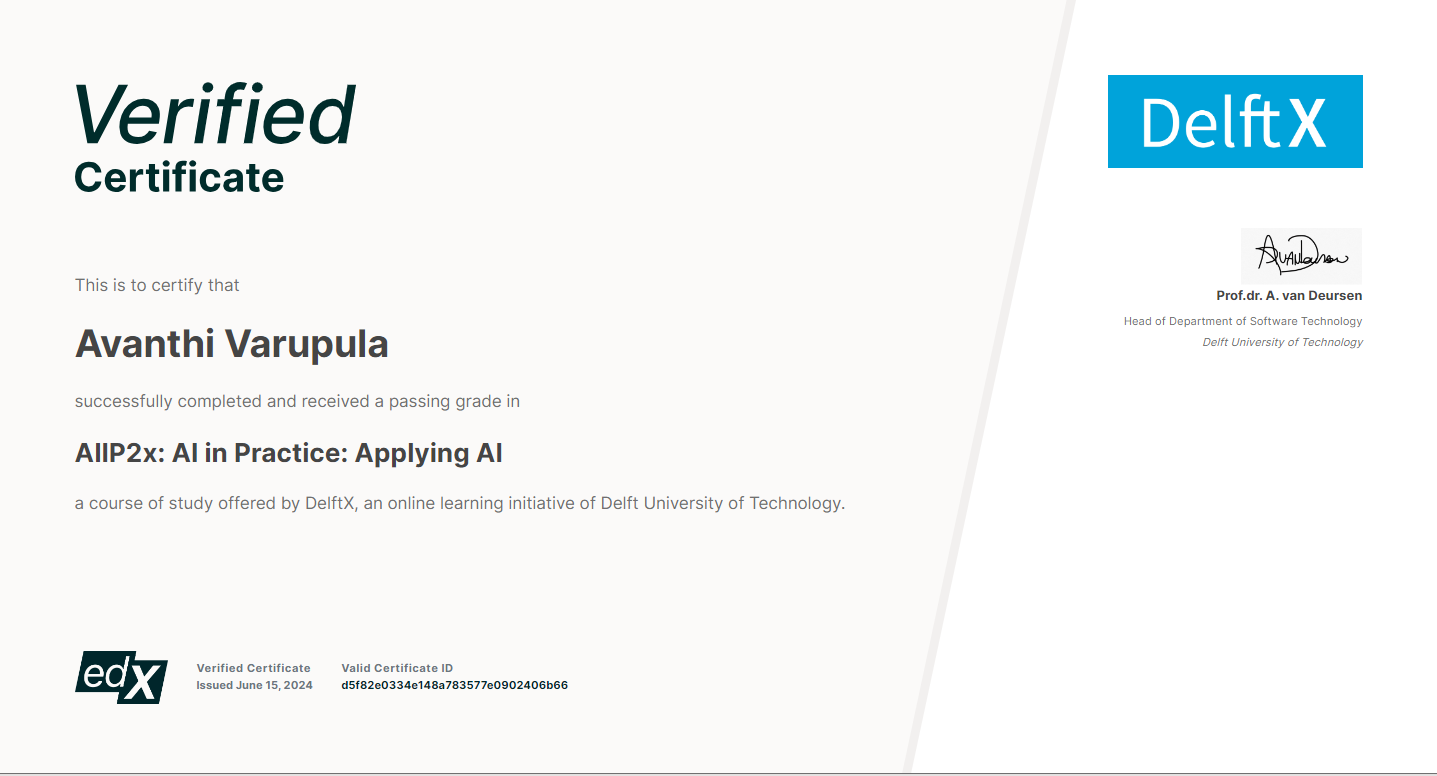 Verified
Certificate
This is to certify that
Avanthi Varupula
successfully completed and received a passing grade in
AIIP2x: AI in Practice: Applying AI
a course of study offered by DelftX, an online learning initiative of Delft University of Technology.
edX
Verified Certificate
Issued June 15, 2024
Valid Certificate ID
d5f82e0334e148a783577e0902406b66
DelftX
AvanDeursen
Prof.dr. A. van Deursen
Head of Department of Software Technology
Delft University of Technology